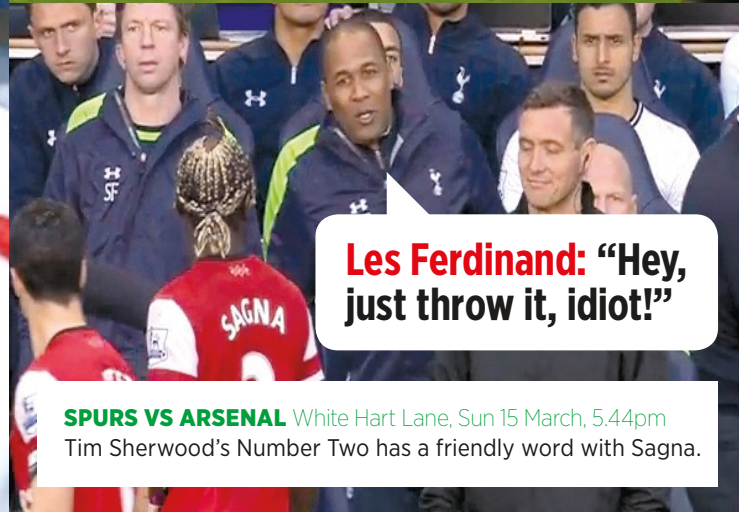 SF
SAGNA
Les Ferdinand: “Hey,
just throw it, idiot!”
SPURS VS ARSENAL White Hart Lane, Sun 15 March, 5.44pm
Tim Sherwood’s Number Two has a friendly word with Sagna.